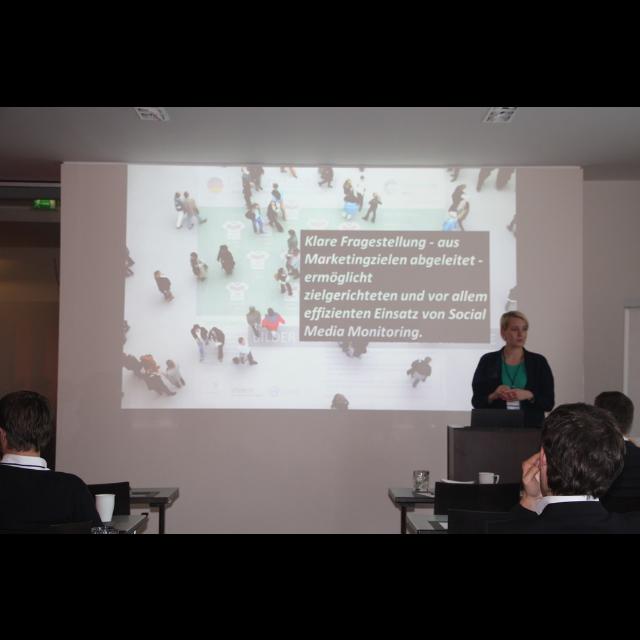 Klare Fragestellung - aus
Marketingzielen abgeleitet -
ermöglicht
zielgerichteten und vor allem
effizienten Einsatz von Social
Media Monitoring.